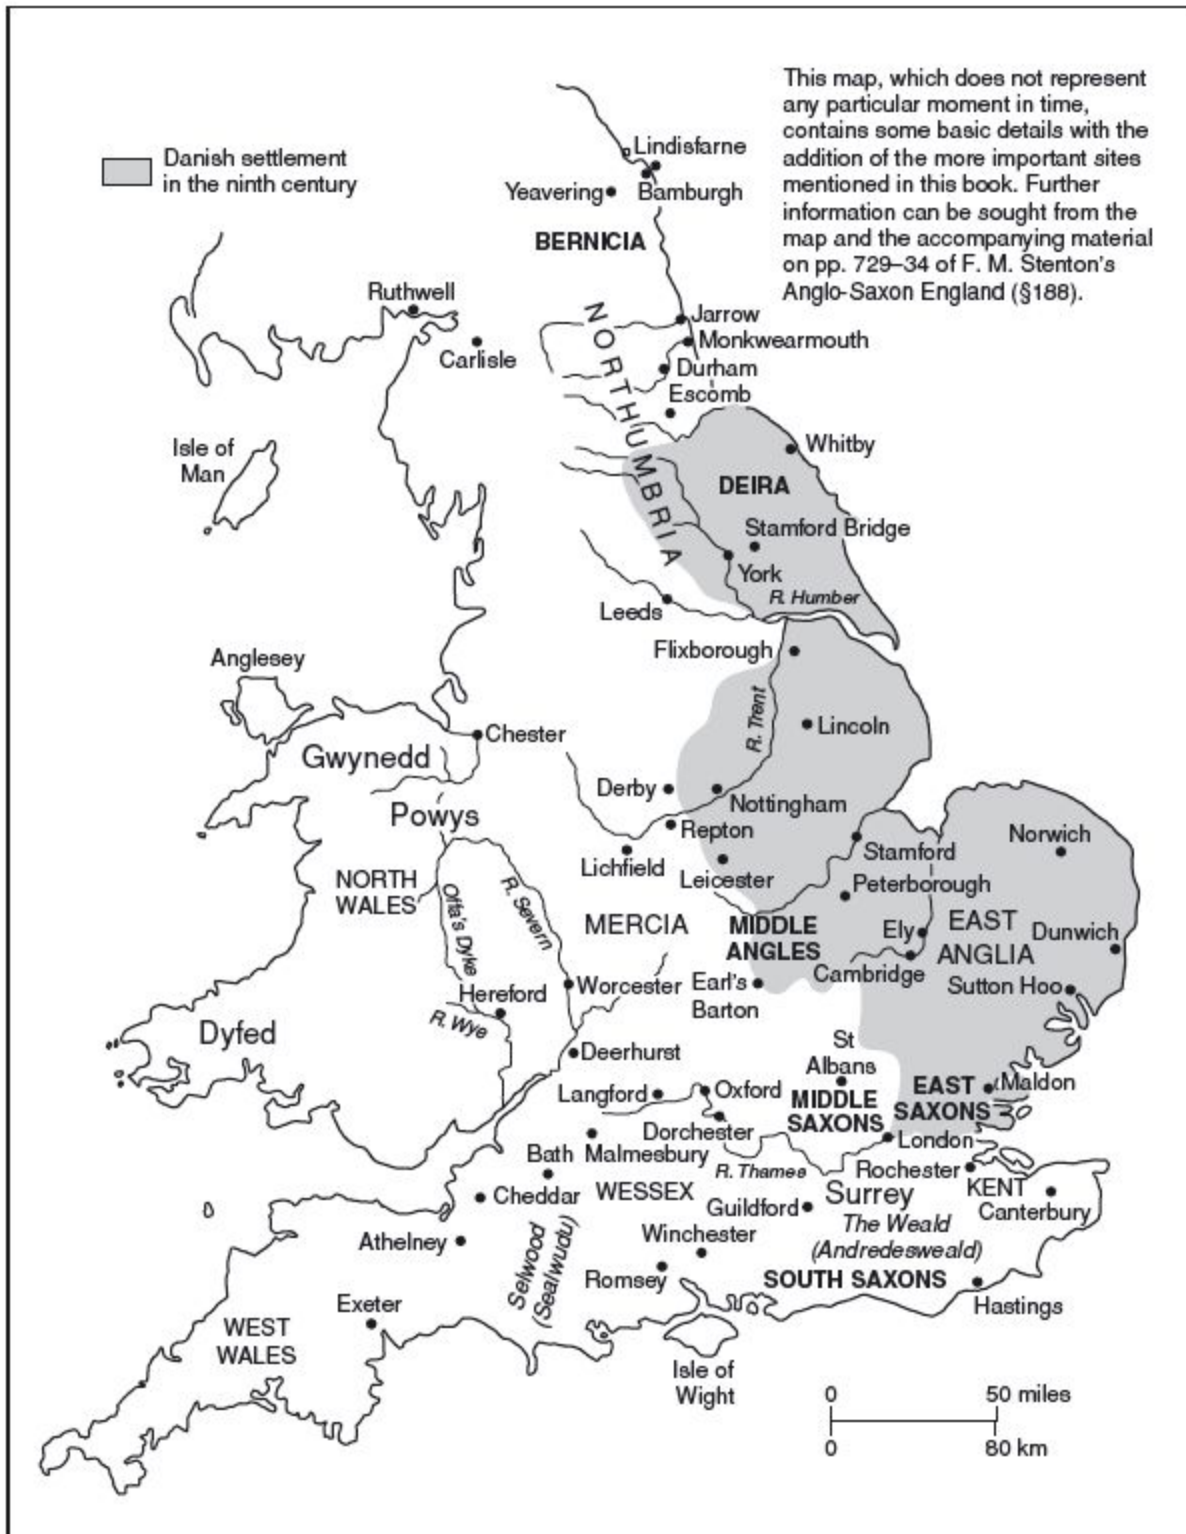 This map, which does not represent
any particular moment in time,
contains some basic details with the
addition of the more important sites
mentioned in this book. Further
information can be sought from the
map and the accompanying material
on pp. 729–34 of F. M. Stenton's
Anglo-Saxon England (§188).
Danish settlement
in the ninth century
Lindisfarne
Yeavering
Bamburgh
BERNICIA
Ruthwell
Carlisle
NORTHUMBRIA
Jarrow
Monkwearmouth
Durham
Escomb
Isle of
Man
Whitby
DEIRA
Stamford Bridge
York
R. Humber
Leeds
Flixborough
Anglesey
R. Trent
Lincoln
Chester
Gwynedd
Derby
Nottingham
Powys
Repton
Lichfield
Leicester
Stamford
Norwich
Peterborough
NORTH
WALES
Offa's Dyke
R. Severn
MERCIA
MIDDLE
ANGLES
Ely
EAST
ANGLIA
Dunwich
Cambridge
Sutton Hoo
Hereford
Worcester
Earl's
Barton
R. Wye
Dyfed
Deerhurst
St
Albans
Langford
Oxford
MIDDLE
SAXONS
EAST
SAXONS
Maldon
Dorchester
London
Bath
Malmesbury
R. Thames
Rochester
KENT
Canterbury
Cheddar
WESSEX
Guildford
Surrey
The Weald
(Andredesweald)
Athelney
Selwood
(Sealwudu)
Winchester
Romsey
SOUTH SAXONS
Hastings
Exeter
WEST
WALES
Isle of
Wight
0
50 miles
0
80 km